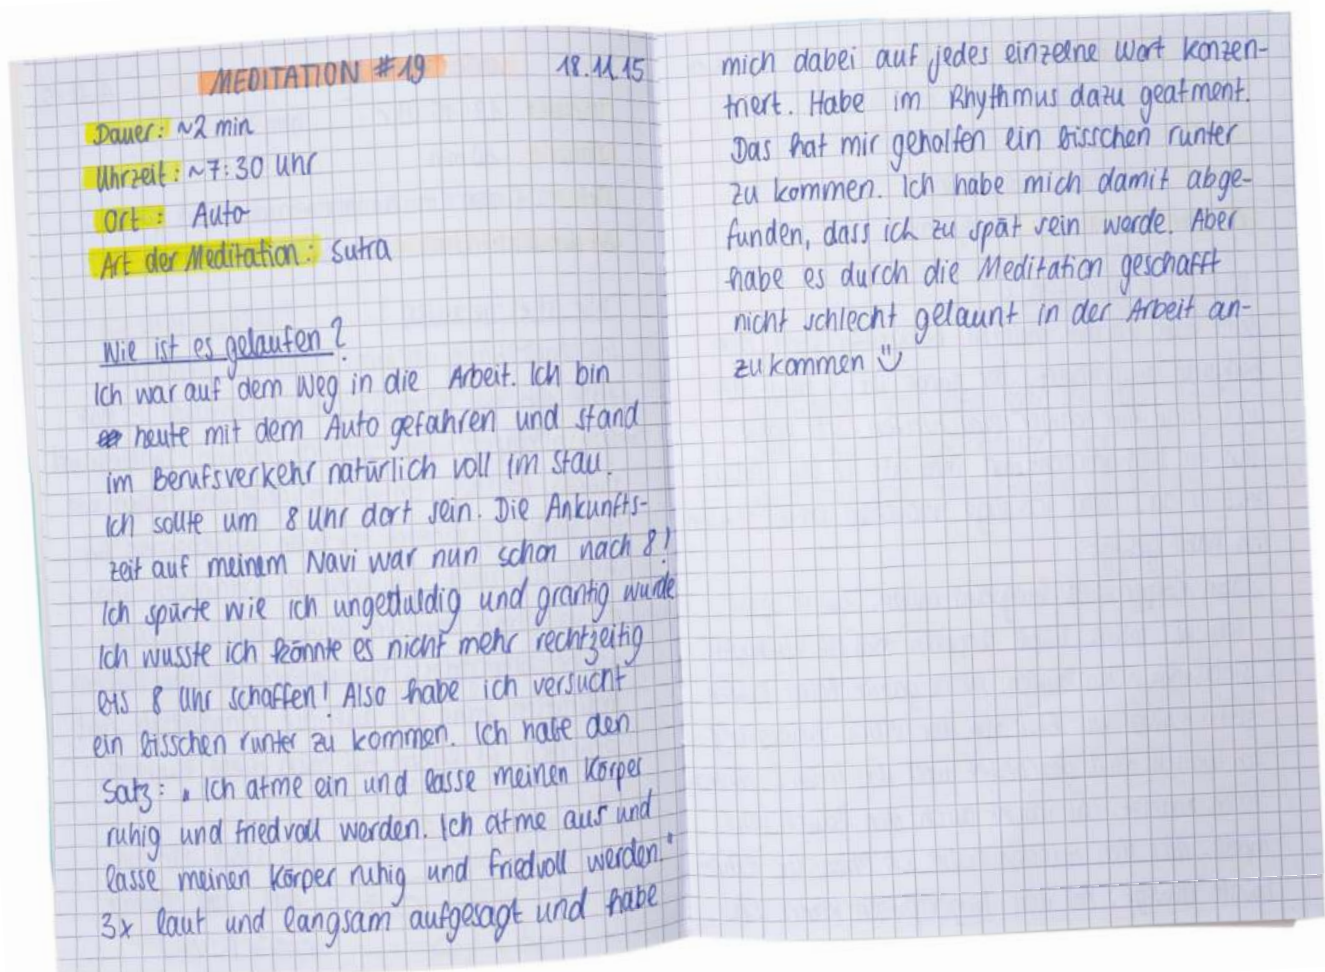 MEDITATION #19
18.11.15
Dauer: ~2 min
Uhrzeit: ~7:30 Uhr
Ort: Auto
Art der Meditation: Sutra
Wie ist es gelaufen?
Ich war auf dem Weg in die Arbeit. Ich bin
heute mit dem Auto gefahren und stand
im Berufsverkehr natürlich voll im Stau.
Ich sollte um 8 Uhr dort sein. Die Ankunfts-
zeit auf meinem Navi war nun schon nach 8!
Ich spürte wie ich ungeduldig und grantig wurde
Ich wusste ich könnte es nicht mehr rechtzeitig
bis 8 Uhr schaffen! Also habe ich versucht
ein bisschen runter zu kommen. Ich habe den
Satz: „Ich atme ein und lasse meinen Körper
ruhig und friedvoll werden. Ich atme aus und
lasse meinen Körper ruhig und friedvoll werden."
3x laut und langsam aufgesagt und habe
mich dabei auf jedes einzelne Wort konzen-
triert. Habe im Rhythmus dazu geatment.
Das hat mir geholfen ein bisschen runter
zu kommen. Ich habe mich damit abge-
funden, dass ich zu spät sein werde. Aber
habe es durch die Meditation geschafft
nicht schlecht gelaunt in der Arbeit an-
zukommen